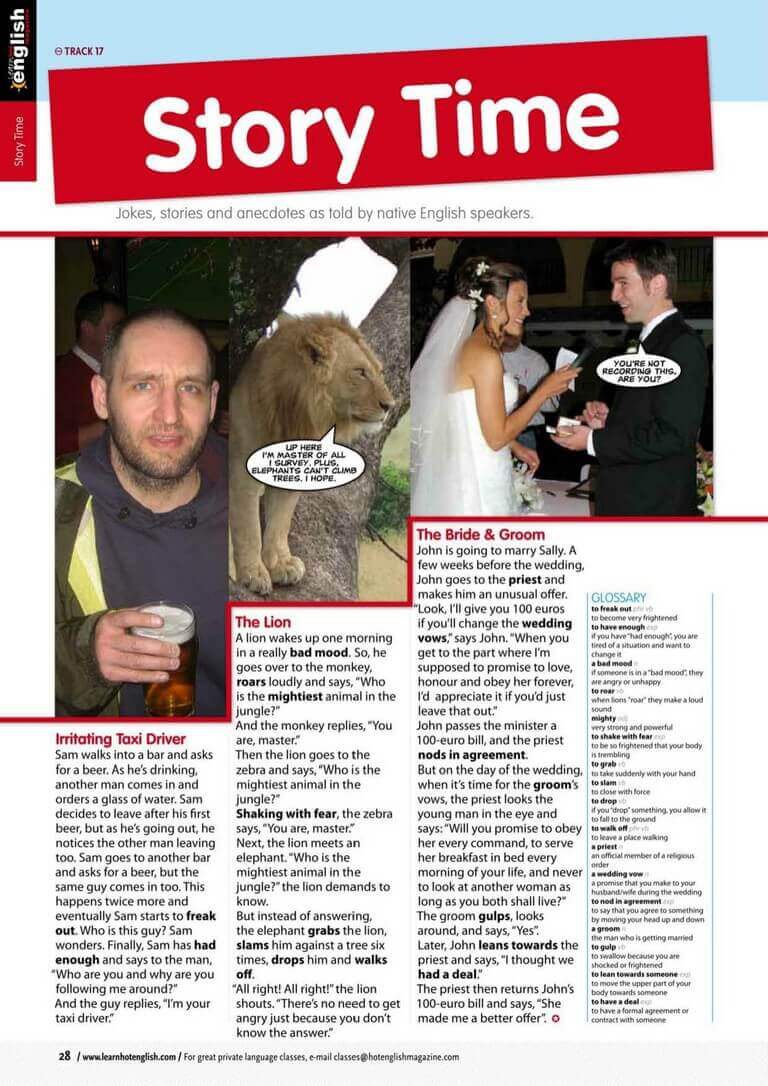 Learn hot
english
magazine
Story Time
TRACK 17
Story Time
Jokes, stories and anecdotes as told by native English speakers.
UP HERE
I'M MASTER OF ALL
I SURVEY. PLUS,
ELEPHANTS CAN'T CLIMB
TREES. I HOPE.
YOU'RE NOT
RECORDING THIS,
ARE YOU?
Irritating Taxi Driver
Sam walks into a bar and asks
for a beer. As he's drinking,
another man comes in and
orders a glass of water. Sam
decides to leave after his first
beer, but as he's going out, he
notices the other man leaving
too. Sam goes to another bar
and asks for a beer, but the
same guy comes in too. This
happens twice more and
eventually Sam starts to freak
out. Who is this guy? Sam
wonders. Finally, Sam has had
enough and says to the man,
"Who are you and why are you
following me around?"
And the guy replies, "I'm your
taxi driver."
The Lion
A lion wakes up one morning
in a really bad mood. So, he
goes over to the monkey,
roars loudly and says, "Who
is the mightiest animal in the
jungle?"
And the monkey replies, "You
are, master."
Then the lion goes to the
zebra and says, "Who is the
mightiest animal in the
jungle?"
Shaking with fear, the zebra
says, "You are, master."
Next, the lion meets an
elephant. "Who is the
mightiest animal in the
jungle?" the lion demands to
know.
But instead of answering,
the elephant grabs the lion,
slams him against a tree six
times, drops him and walks
off.
"All right! All right!" the lion
shouts. "There's no need to get
angry just because you don't
know the answer."
The Bride & Groom
John is going to marry Sally. A
few weeks before the wedding,
John goes to the priest and
makes him an unusual offer.
"Look, I'll give you 100 euros
if you'll change the wedding
vows," says John. "When you
get to the part where I'm
supposed to promise to love,
honour and obey her forever,
I'd appreciate it if you'd just
leave that out."
John passes the minister a
100-euro bill, and the priest
nods in agreement.
But on the day of the wedding,
when it's time for the groom's
vows, the priest looks the
young man in the eye and
says: "Will you promise to obey
her every command, to serve
her breakfast in bed every
morning of your life, and never
to look at another woman as
long as you both shall live?"
The groom gulps, looks
around, and says, "Yes".
Later, John leans towards the
priest and says, "I thought we
had a deal."
The priest then returns John's
100-euro bill and says, "She
made me a better offer".
GLOSSARY
to freak out phr vb
to become very frightened
to have enough exp
if you have "had enough", you are
tired of a situation and want to
change it
a bad mood n
if someone is in a "bad mood", they
are angry or unhappy
to roar vb
when lions "roar" they make a loud
sound
mighty adj
very strong and powerful
to shake with fear exp
to be so frightened that your body
is trembling
to grab vb
to take suddenly with your hand
to slam vb
to close with force
to drop vb
if you "drop" something, you allow it
to fall to the ground
to walk off phr vb
to leave a place walking
a priest n
an official member of a religious
order
a wedding vow n
a promise that you make to your
husband/wife during the wedding
to nod in agreement exp
to say that you agree to something
by moving your head up and down
a groom n
the man who is getting married
to gulp vb
to swallow because you are
shocked or frightened
to lean towards someone exp
to move the upper part of your
body towards someone
to have a deal exp
to have a formal agreement or
contract with someone
28 / www.learnhotenglish.com / For great private language classes, e-mail classes@hotenglishmagazine.com